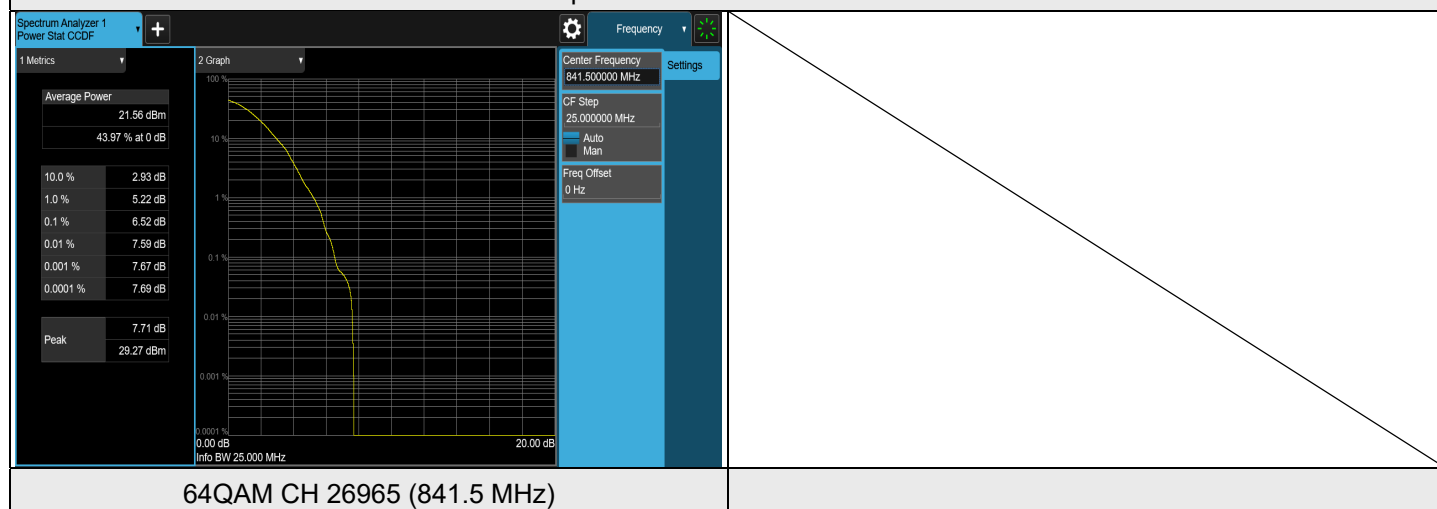 Spectrum Analyzer 1
Power Stat CCDF
+
Frequency
1 Metrics
2 Graph
Center Frequency
841.500000 MHz
Settings
CF Step
25.000000 MHz
Auto
Man
Freq Offset
0 Hz
Average Power
21.56 dBm
43.97 % at 0 dB
10.0 % 2.93 dB
1.0 % 5.22 dB
0.1 % 6.52 dB
0.01 % 7.59 dB
0.001 % 7.67 dB
0.0001 % 7.69 dB
Peak
7.71 dB
29.27 dBm
100 %
10 %
1 %
0.1 %
0.01 %
0.001 %
0.0001 %
0.00 dB 20.00 dB
Info BW 25.000 MHz
64QAM CH 26965 (841.5 MHz)